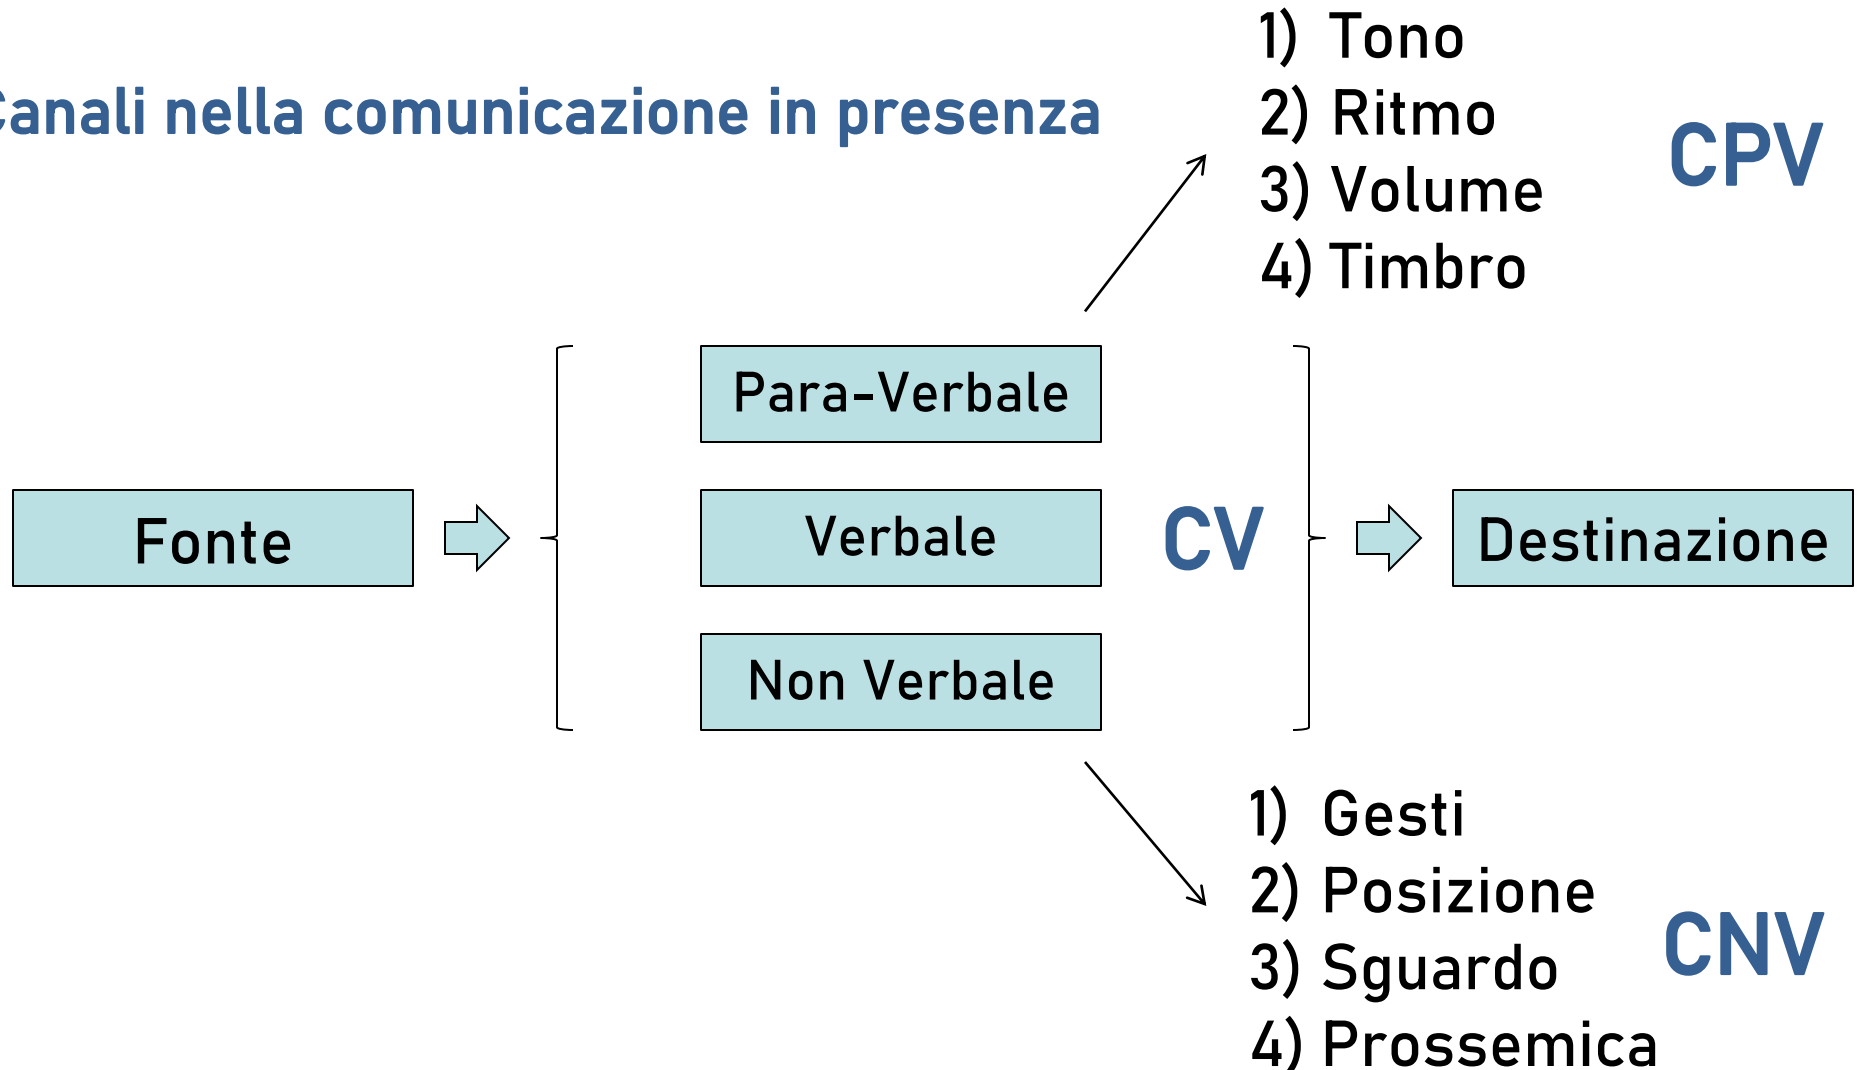 Canali nella comunicazione in presenza
1) Tono
2) Ritmo
3) Volume
4) Timbro
CPV
Para-Verbale
Fonte
Verbale
CV
Destinazione
Non Verbale
1) Gesti
2) Posizione
3) Sguardo
4) Prossemica
CNV